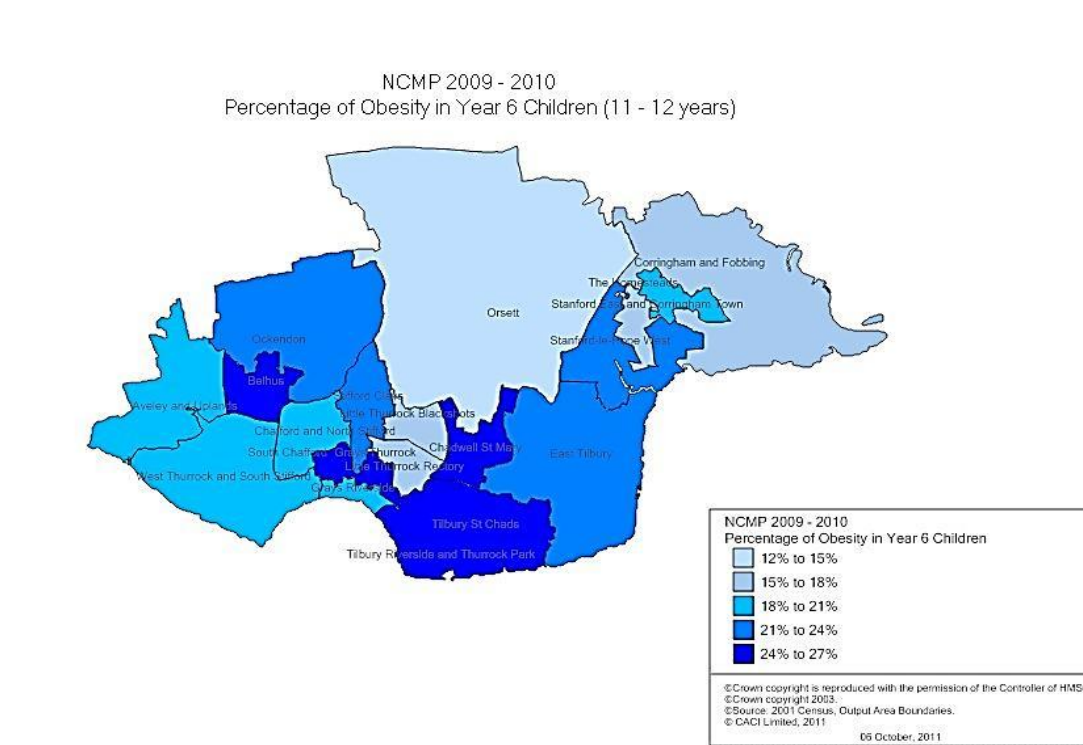 NCMP 2009 - 2010
Percentage of Obesity in Year 6 Children (11 - 12 years)
Corringham and Fobbing
The Homesteads
Orsett
Stanford East and Corringham Town
Ockendon
Stanford-le-Hope West
Belhus
Stifford Clays
Aveley and Uplands
Little Thurrock Blackshots
Chafford and North Stifford
Chadwell St Mary
South Chafford
Grays Thurrock
East Tilbury
Little Thurrock Rectory
West Thurrock and South Stifford
Grays Riverside
Tilbury St Chads
Tilbury Riverside and Thurrock Park
NCMP 2009 - 2010
Percentage of Obesity in Year 6 Children
12% to 15%
15% to 18%
18% to 21%
21% to 24%
24% to 27%
©Crown copyright is reproduced with the permission of the Controller of HMS
©Crown copyright 2003.
©Source: 2001 Census, Output Area Boundaries.
© CACI Limited, 2011
06 October, 2011